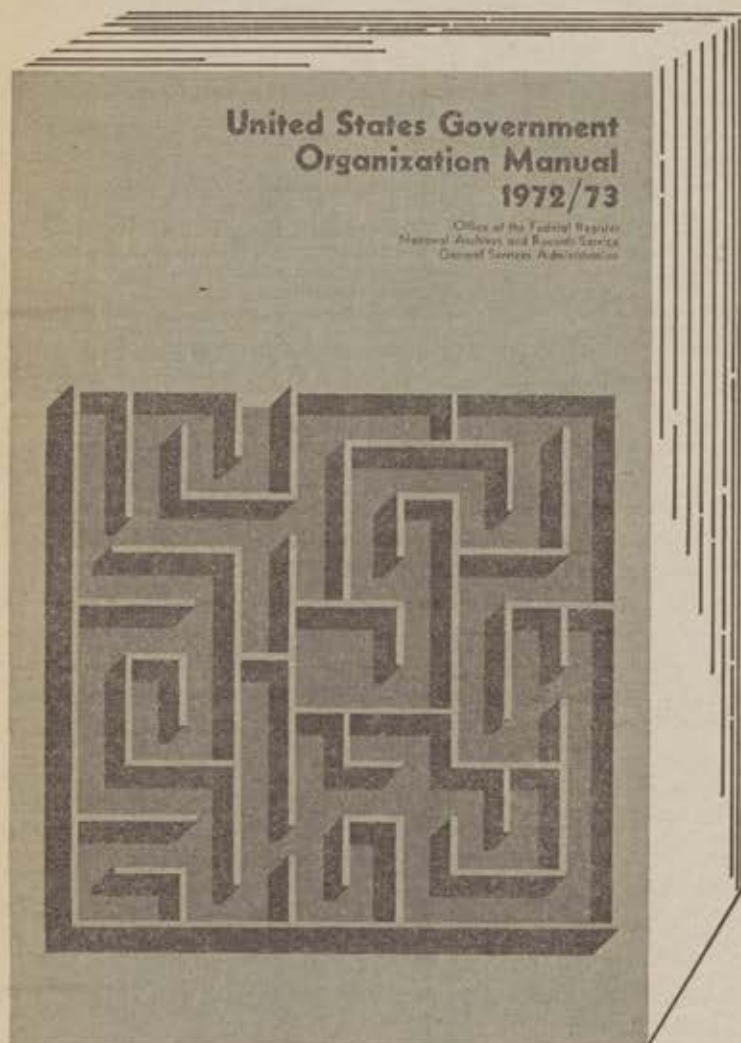 United States Government
Organization Manual
1972/73
Office of the Federal Register
National Archives and Records Service
General Services Administration